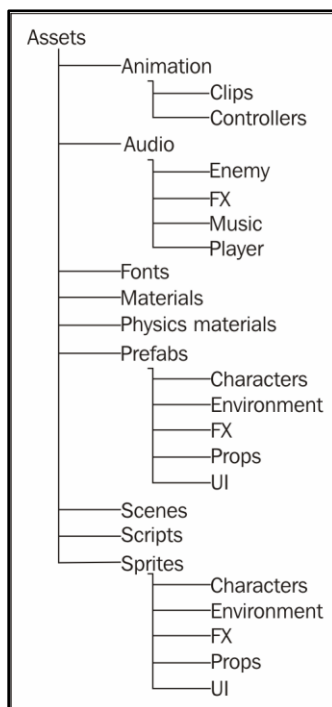 Assets
Animation
Clips
Controllers
Audio
Enemy
FX
Music
Player
Fonts
Materials
Physics materials
Prefabs
Characters
Environment
FX
Props
UI
Scenes
Scripts
Sprites
Characters
Environment
FX
Props
UI